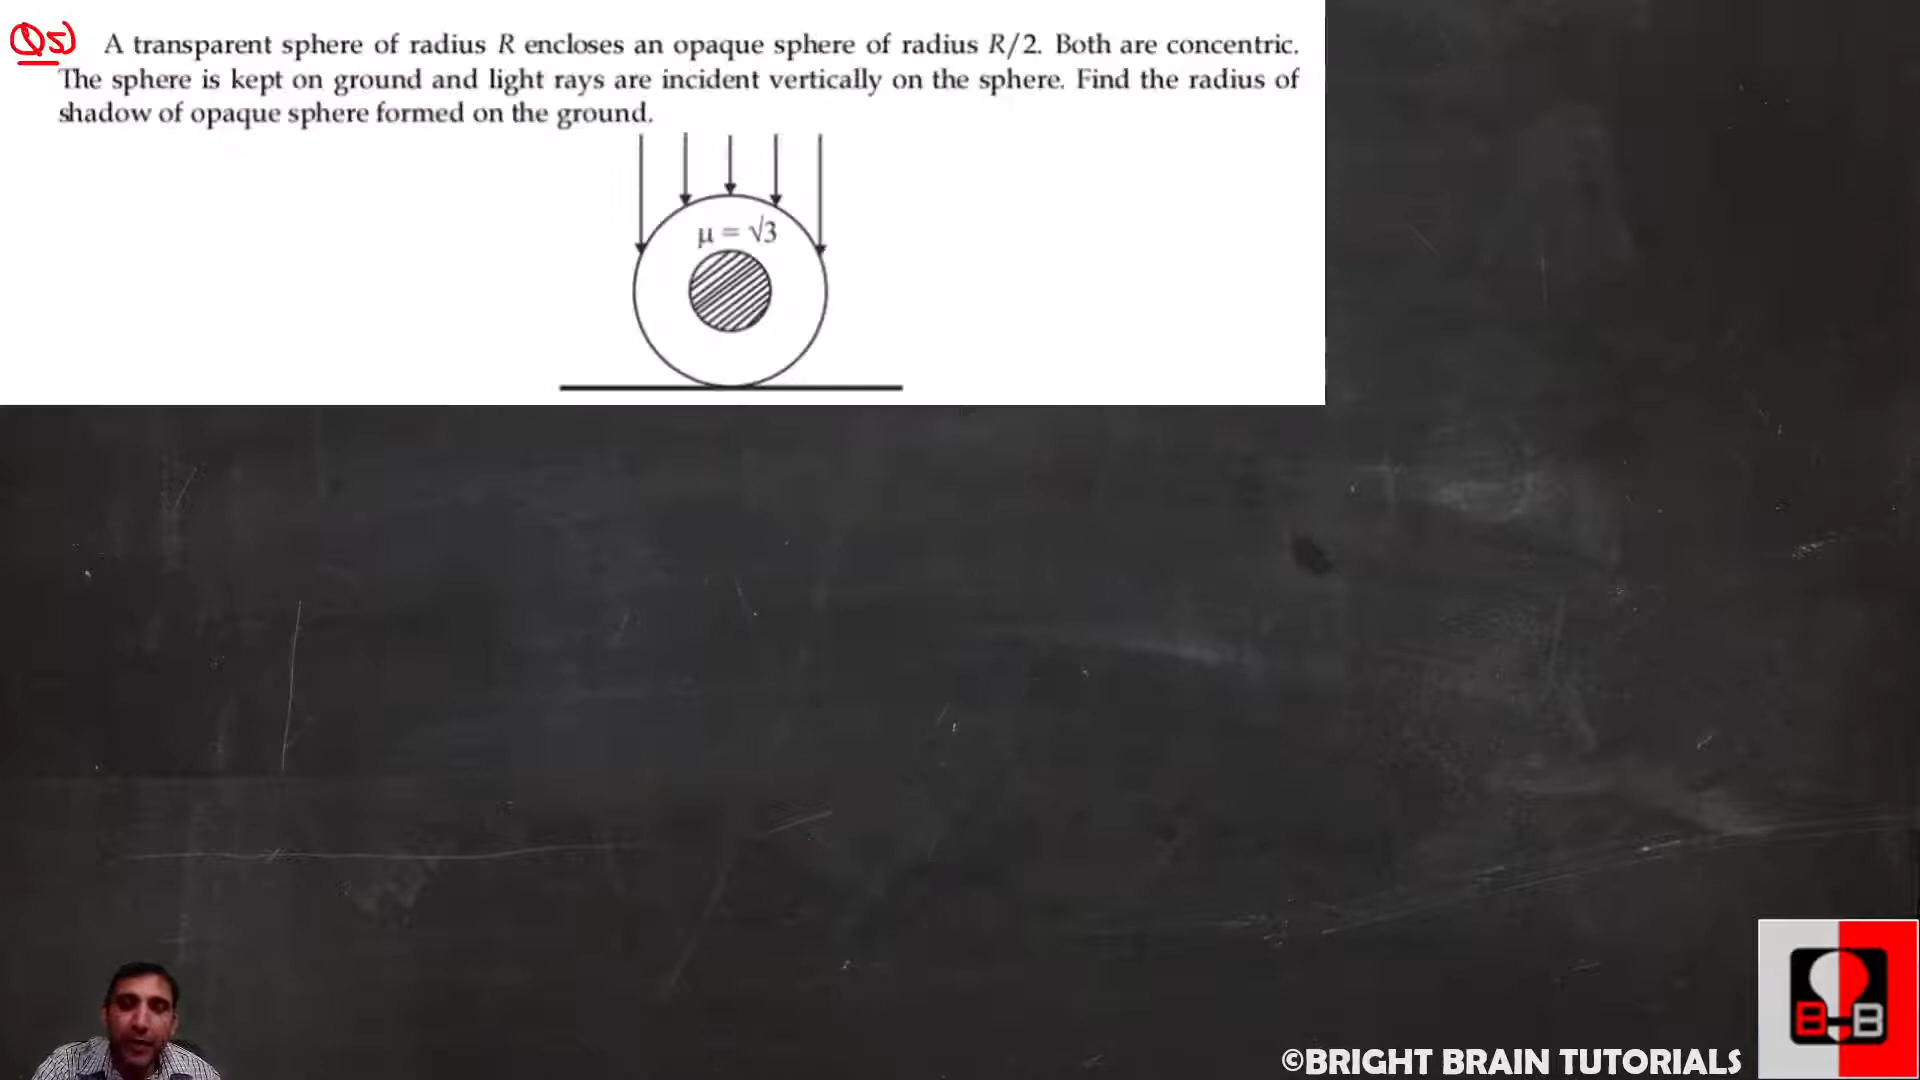 Q5) A transparent sphere of radius R encloses an opaque sphere of radius R/2. Both are concentric.
The sphere is kept on ground and light rays are incident vertically on the sphere. Find the radius of
shadow of opaque sphere formed on the ground.
μ = √3
B-B
©BRIGHT BRAIN TUTORIALS